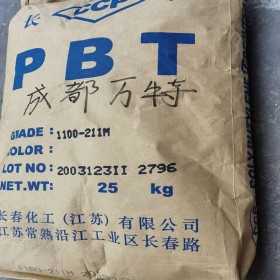 长 CCP
PBT
成都万特
GRADE: 1100-211M
COLOR:
LOT NO: 2003123II 2796
NET.WT: 25 kg
长春化工（江苏）有限公司
江苏常熟沿江工业区长春路
1100-211M